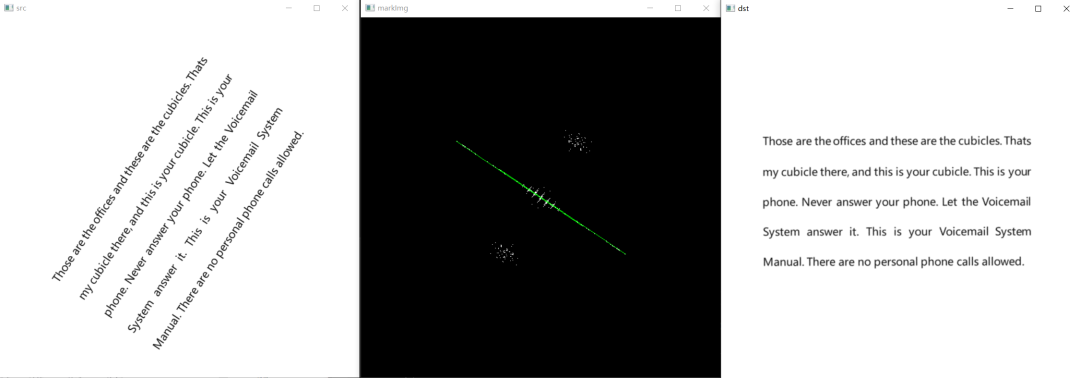 src
Those are the offices and these are the cubicles. Thats
my cubicle there, and this is your cubicle. This is your
phone. Never answer your phone. Let the Voicemail
System answer it. This is your Voicemail System
Manual. There are no personal phone calls allowed.
markImg
dst
Those are the offices and these are the cubicles. Thats
my cubicle there, and this is your cubicle. This is your
phone. Never answer your phone. Let the Voicemail
System answer it. This is your Voicemail System
Manual. There are no personal phone calls allowed.